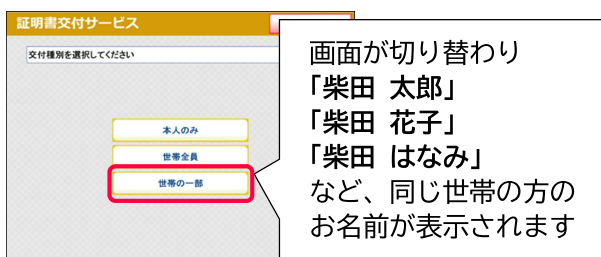 証明書交付サービス
交付種別を選択してください
本人のみ
世帯全員
世帯の一部
画面が切り替わり
「柴田 太郎」
「柴田 花子」
「柴田 はなみ」
など、同じ世帯の方の
お名前が表示されます